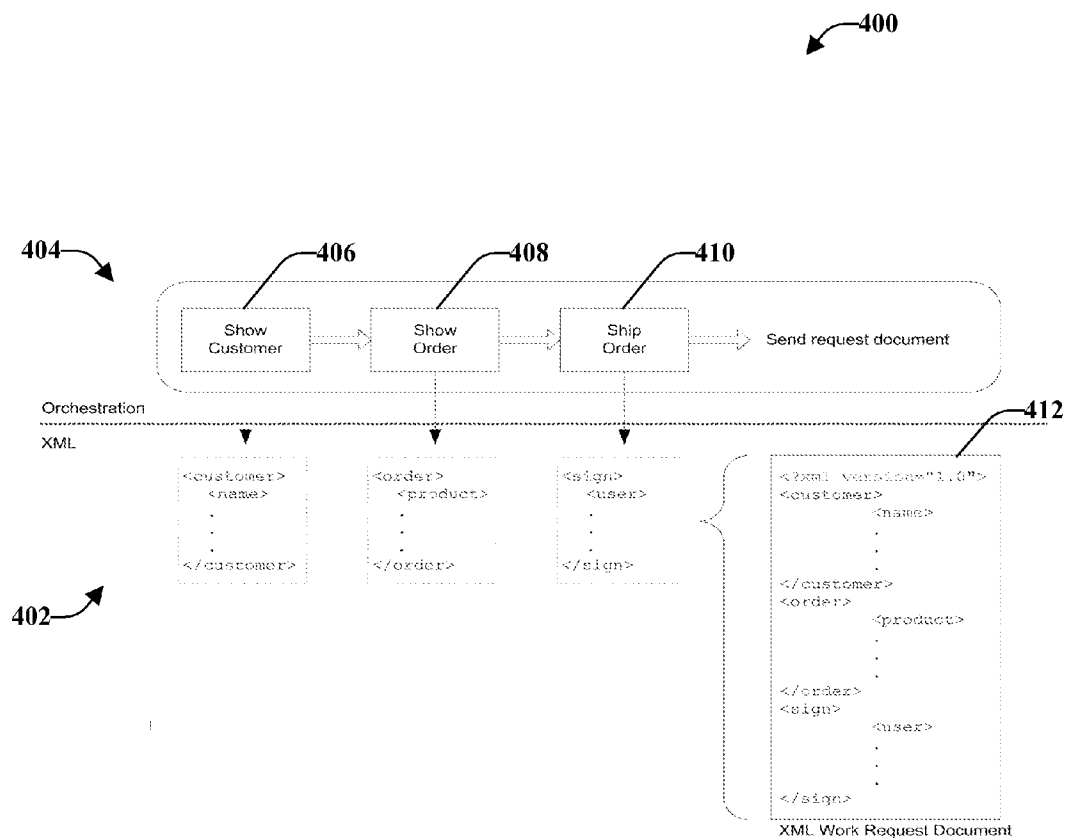 400
404
406
408
410
Show
Customer
Show
Order
Ship
Order
Send request document
Orchestration
XML
412
<customer>
<name>
.
.
</customer>
<order>
<product>
.
.
</order>
<sign>
<user>
.
.
</sign>
402
<?xml version="1.0">
<customer>
<name>
.
.
.
</customer>
<order>
<product>
.
.
.
</order>
<sign>
<user>
.
.
.
</sign>
XML Work Request Document